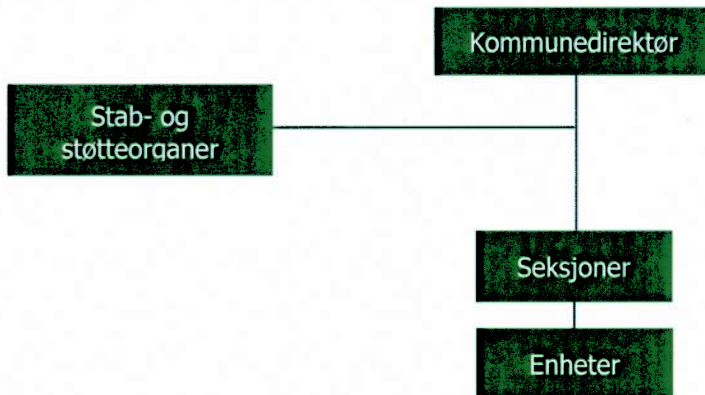 Kommunedirektør
Stab- og
støtteorganer
Seksjoner
Enheter